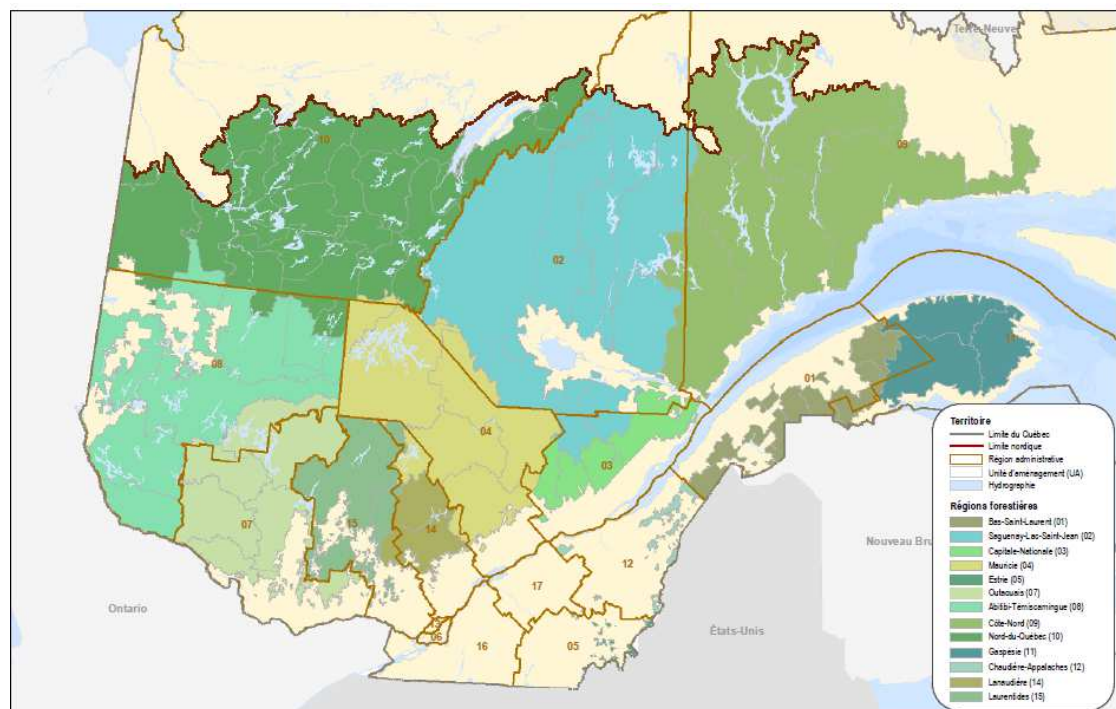 Terre-Neuve
10
09
02
08
01
11
04
03
07
15
14
12
17
13
06
16
05
Ontario
États-Unis
Nouveau Bru
Territoire
Limite du Québec
Limite nordique
Région administrative
Unité d'aménagement (UA)
Hydrographie
Régions forestières
Bas-Saint-Laurent (01)
Saguenay-Lac-Saint-Jean (02)
Capitale-Nationale (03)
Mauricie (04)
Estrie (05)
Outaouais (07)
Abitibi-Témiscamingue (08)
Côte-Nord (09)
Nord-du-Québec (10)
Gaspésie (11)
Chaudière-Appalaches (12)
Lanaudière (14)
Laurentides (15)